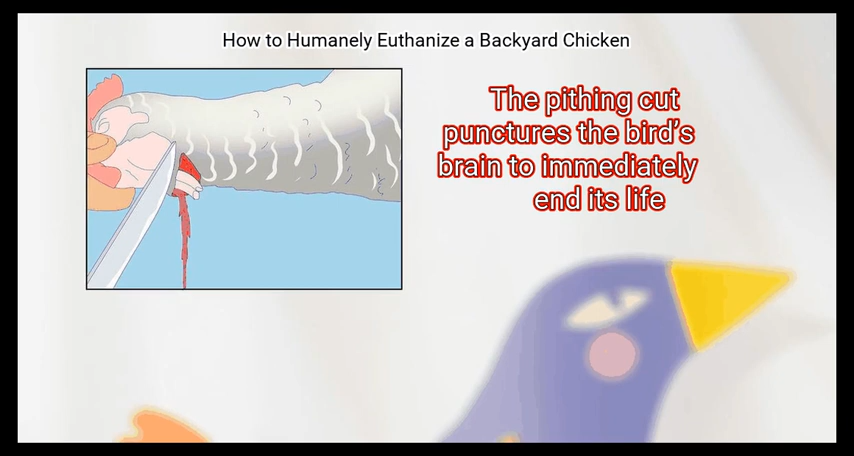 How to Humanely Euthanize a Backyard Chicken
The pithing cut
punctures the bird's
brain to immediately
end its life